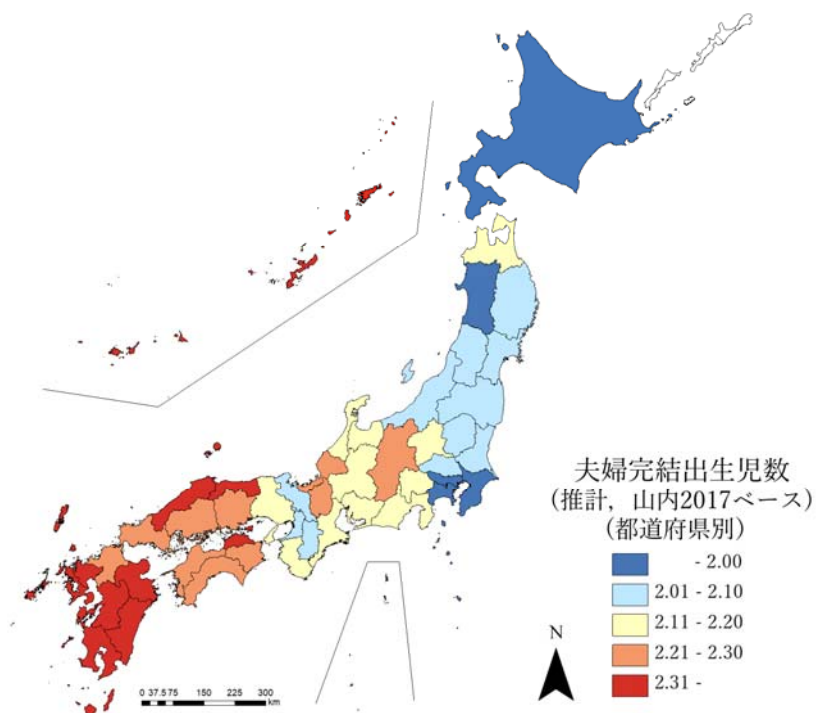 夫婦完結出生児数
(推計，山内2017ベース)
(都道府県別)
- 2.00
2.01 - 2.10
2.11 - 2.20
2.21 - 2.30
2.31 -
N
0 37.5 75 150 225 300
km